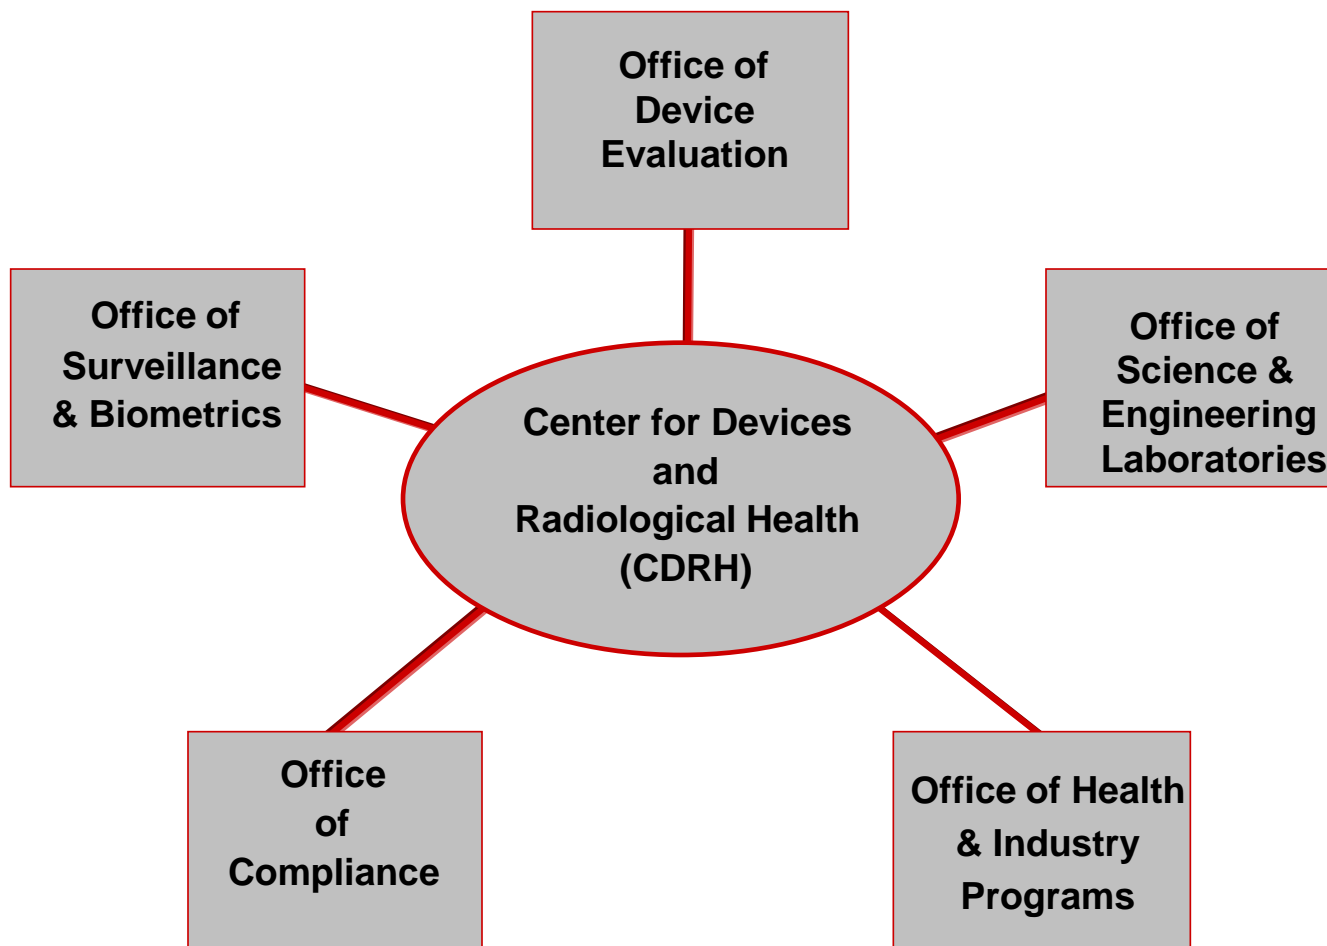 Office of
Device
Evaluation
Office of
Surveillance
& Biometrics
Office of
Science &
Engineering
Laboratories
Center for Devices
and
Radiological Health
(CDRH)
Office
of
Compliance
Office of Health
& Industry
Programs